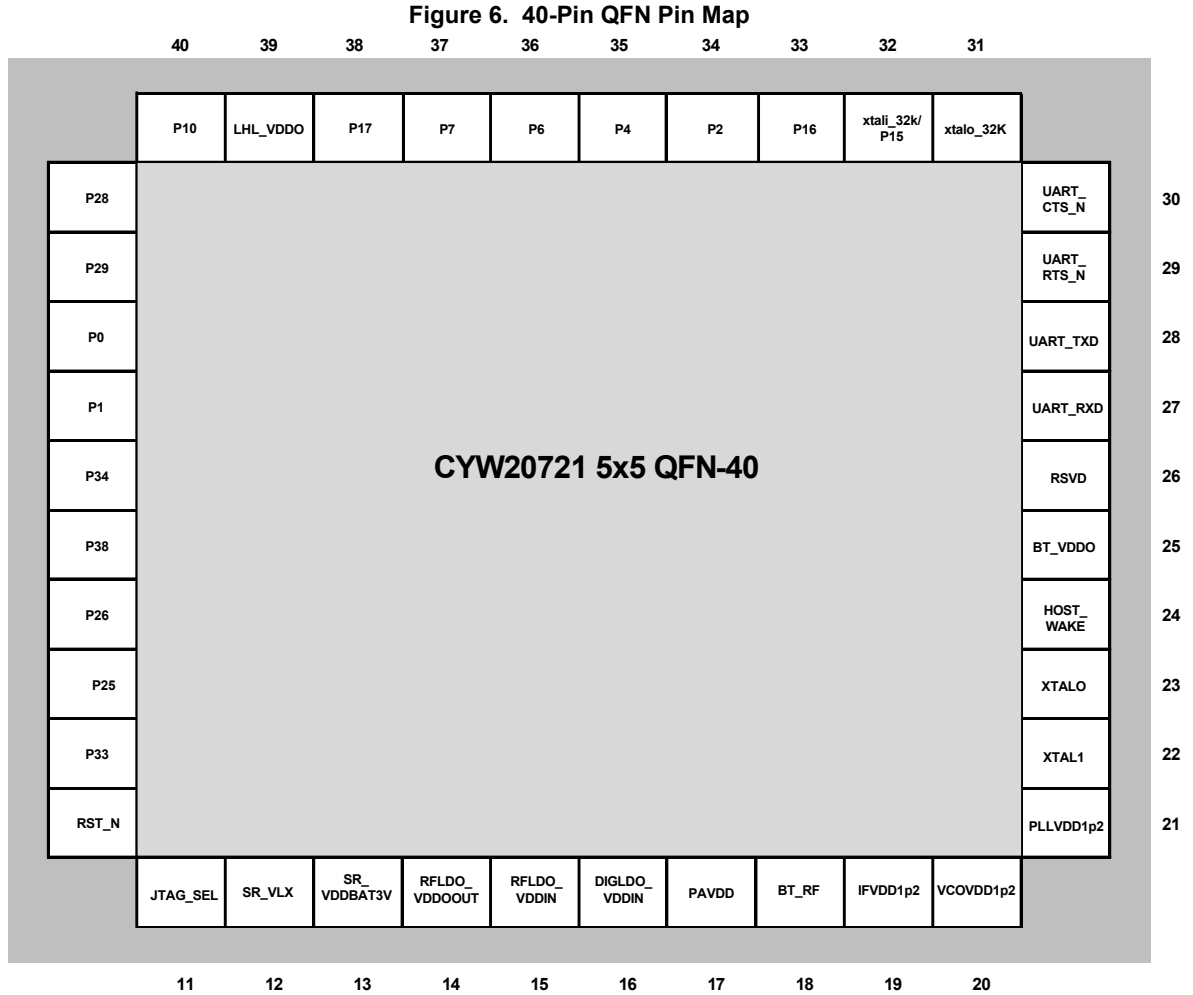 Figure 6. 40-Pin QFN Pin Map
40 39 38 37 36 35 34 33 32 31
P10
LHL_VDDO
P17
P7
P6
P4
P2
P16
xtali_32k/
P15
xtalo_32K
P28
P29
P0
P1
P34
P38
P26
P25
P33
RST_N
CYW20721 5x5 QFN-40
UART_
CTS_N
30
UART_
RTS_N
29
UART_TXD
28
UART_RXD
27
RSVD
26
BT_VDDO
25
HOST_
WAKE
24
XTALO
23
XTAL1
22
PLLVDD1p2
21
JTAG_SEL
SR_VLX
SR_
VDDBAT3V
RFLDO_
VDDOOUT
RFLDO_
VDDIN
DIGLDO_
VDDIN
PAVDD
BT_RF
IFVDD1p2
VCOVDD1p2
11 12 13 14 15 16 17 18 19 20